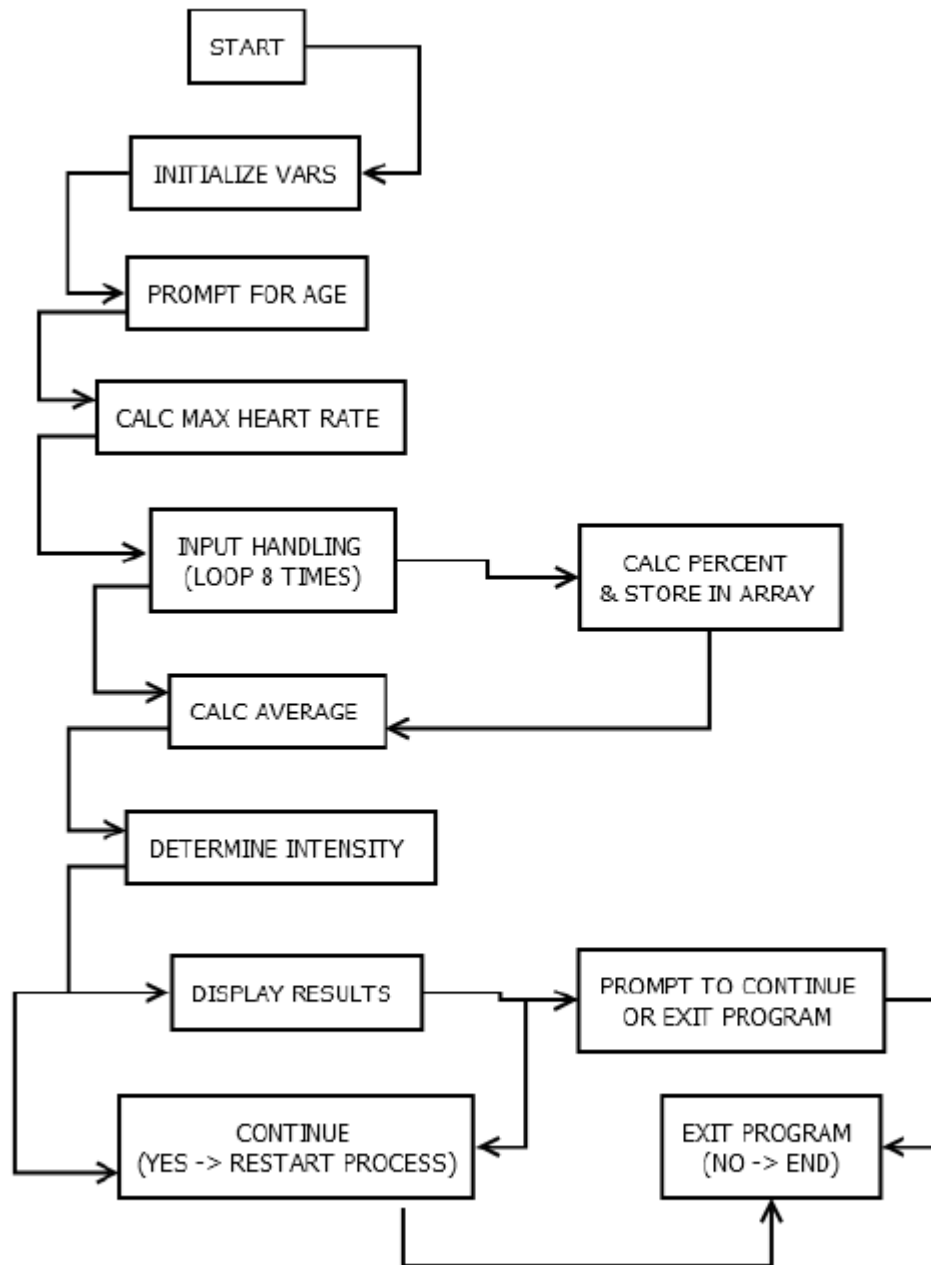 START
INITIALIZE VARS
PROMPT FOR AGE
CALC MAX HEART RATE
INPUT HANDLING
(LOOP 8 TIMES)
CALC PERCENT
& STORE IN ARRAY
CALC AVERAGE
DETERMINE INTENSITY
DISPLAY RESULTS
PROMPT TO CONTINUE
OR EXIT PROGRAM
CONTINUE
(YES -> RESTART PROCESS)
EXIT PROGRAM
(NO -> END)